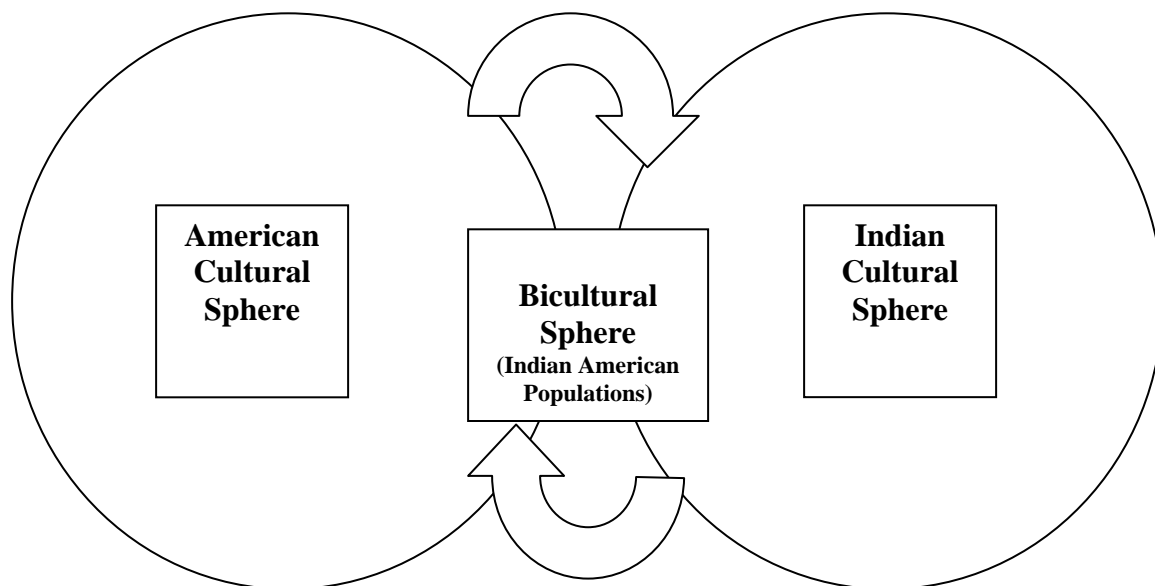 American
Cultural
Sphere
Bicultural
Sphere
(Indian American
Populations)
Indian
Cultural
Sphere